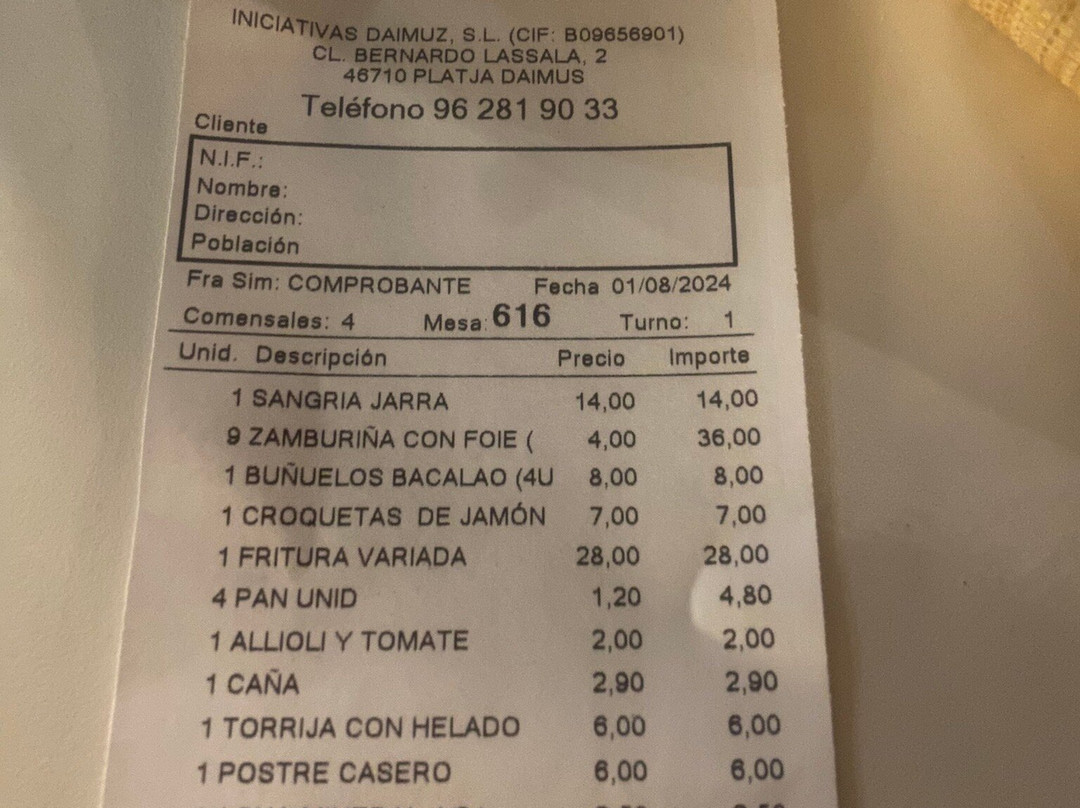 INICIATIVAS DAIMUZ, S.L. (CIF: B09656901)
CL. BERNARDO LASSALA, 2
46710 PLATJA DAIMUS
Teléfono 96 281 90 33
Cliente
N.I.F.:
Nombre:
Dirección:
Población
Fra Sim: COMPROBANTE Fecha 01/08/2024
Comensales: 4 Mesa: 616 Turno: 1
Unid. Descripción Precio Importe
1 SANGRIA JARRA 14,00 14,00
9 ZAMBURIÑA CON FOIE ( 4,00 36,00
1 BUÑUELOS BACALAO (4U 8,00 8,00
1 CROQUETAS DE JAMÓN 7,00 7,00
1 FRITURA VARIADA 28,00 28,00
4 PAN UNID 1,20 4,80
1 ALLIOLI Y TOMATE 2,00 2,00
1 CAÑA 2,90 2,90
1 TORRIJA CON HELADO 6,00 6,00
1 POSTRE CASERO 6,00 6,00